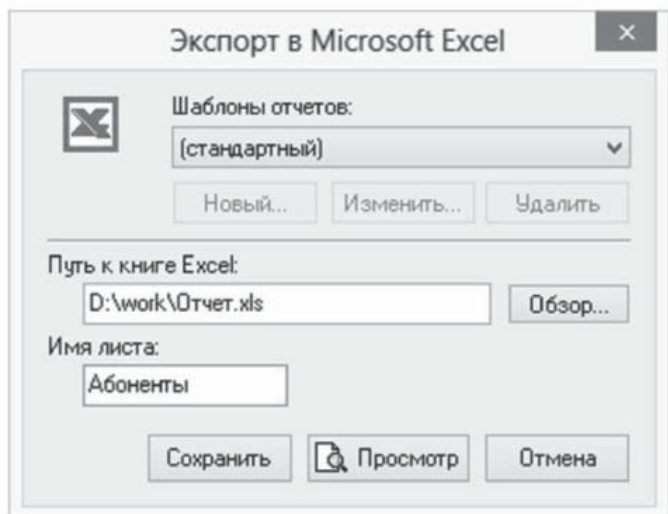 Экспорт в Microsoft Excel
Шаблоны отчетов:
(стандартный)
Новый... Изменить... Удалить
Путь к книге Excel:
D:\work\Отчет.xls Обзор...
Имя листа:
Абоненты
Сохранить Просмотр Отмена